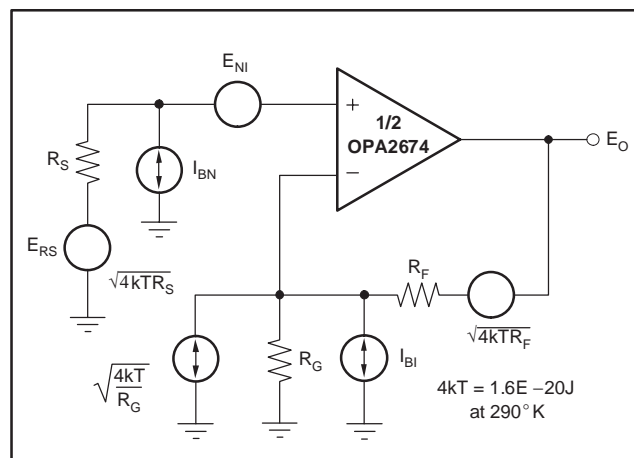 E_NI
1/2
OPA2674
+
−
E_O
R_S
I_BN
E_RS
√4kTR_S
R_F
√4kTR_F
√4kT/R_G
R_G
I_BI
4kT = 1.6E −20J
at 290°K